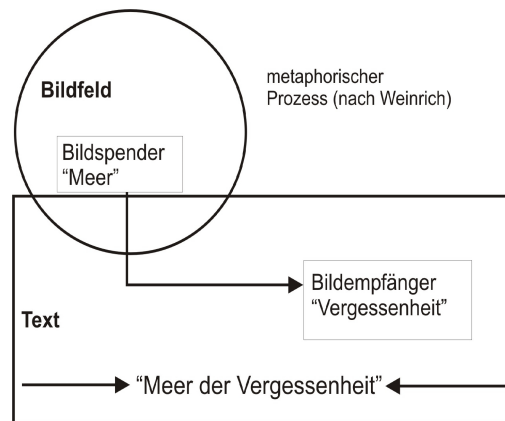 metaphorischer
Prozess (nach Weinrich)
Bildfeld
Bildspender
“Meer”
Bildempfänger
“Vergessenheit”
Text
“Meer der Vergessenheit”